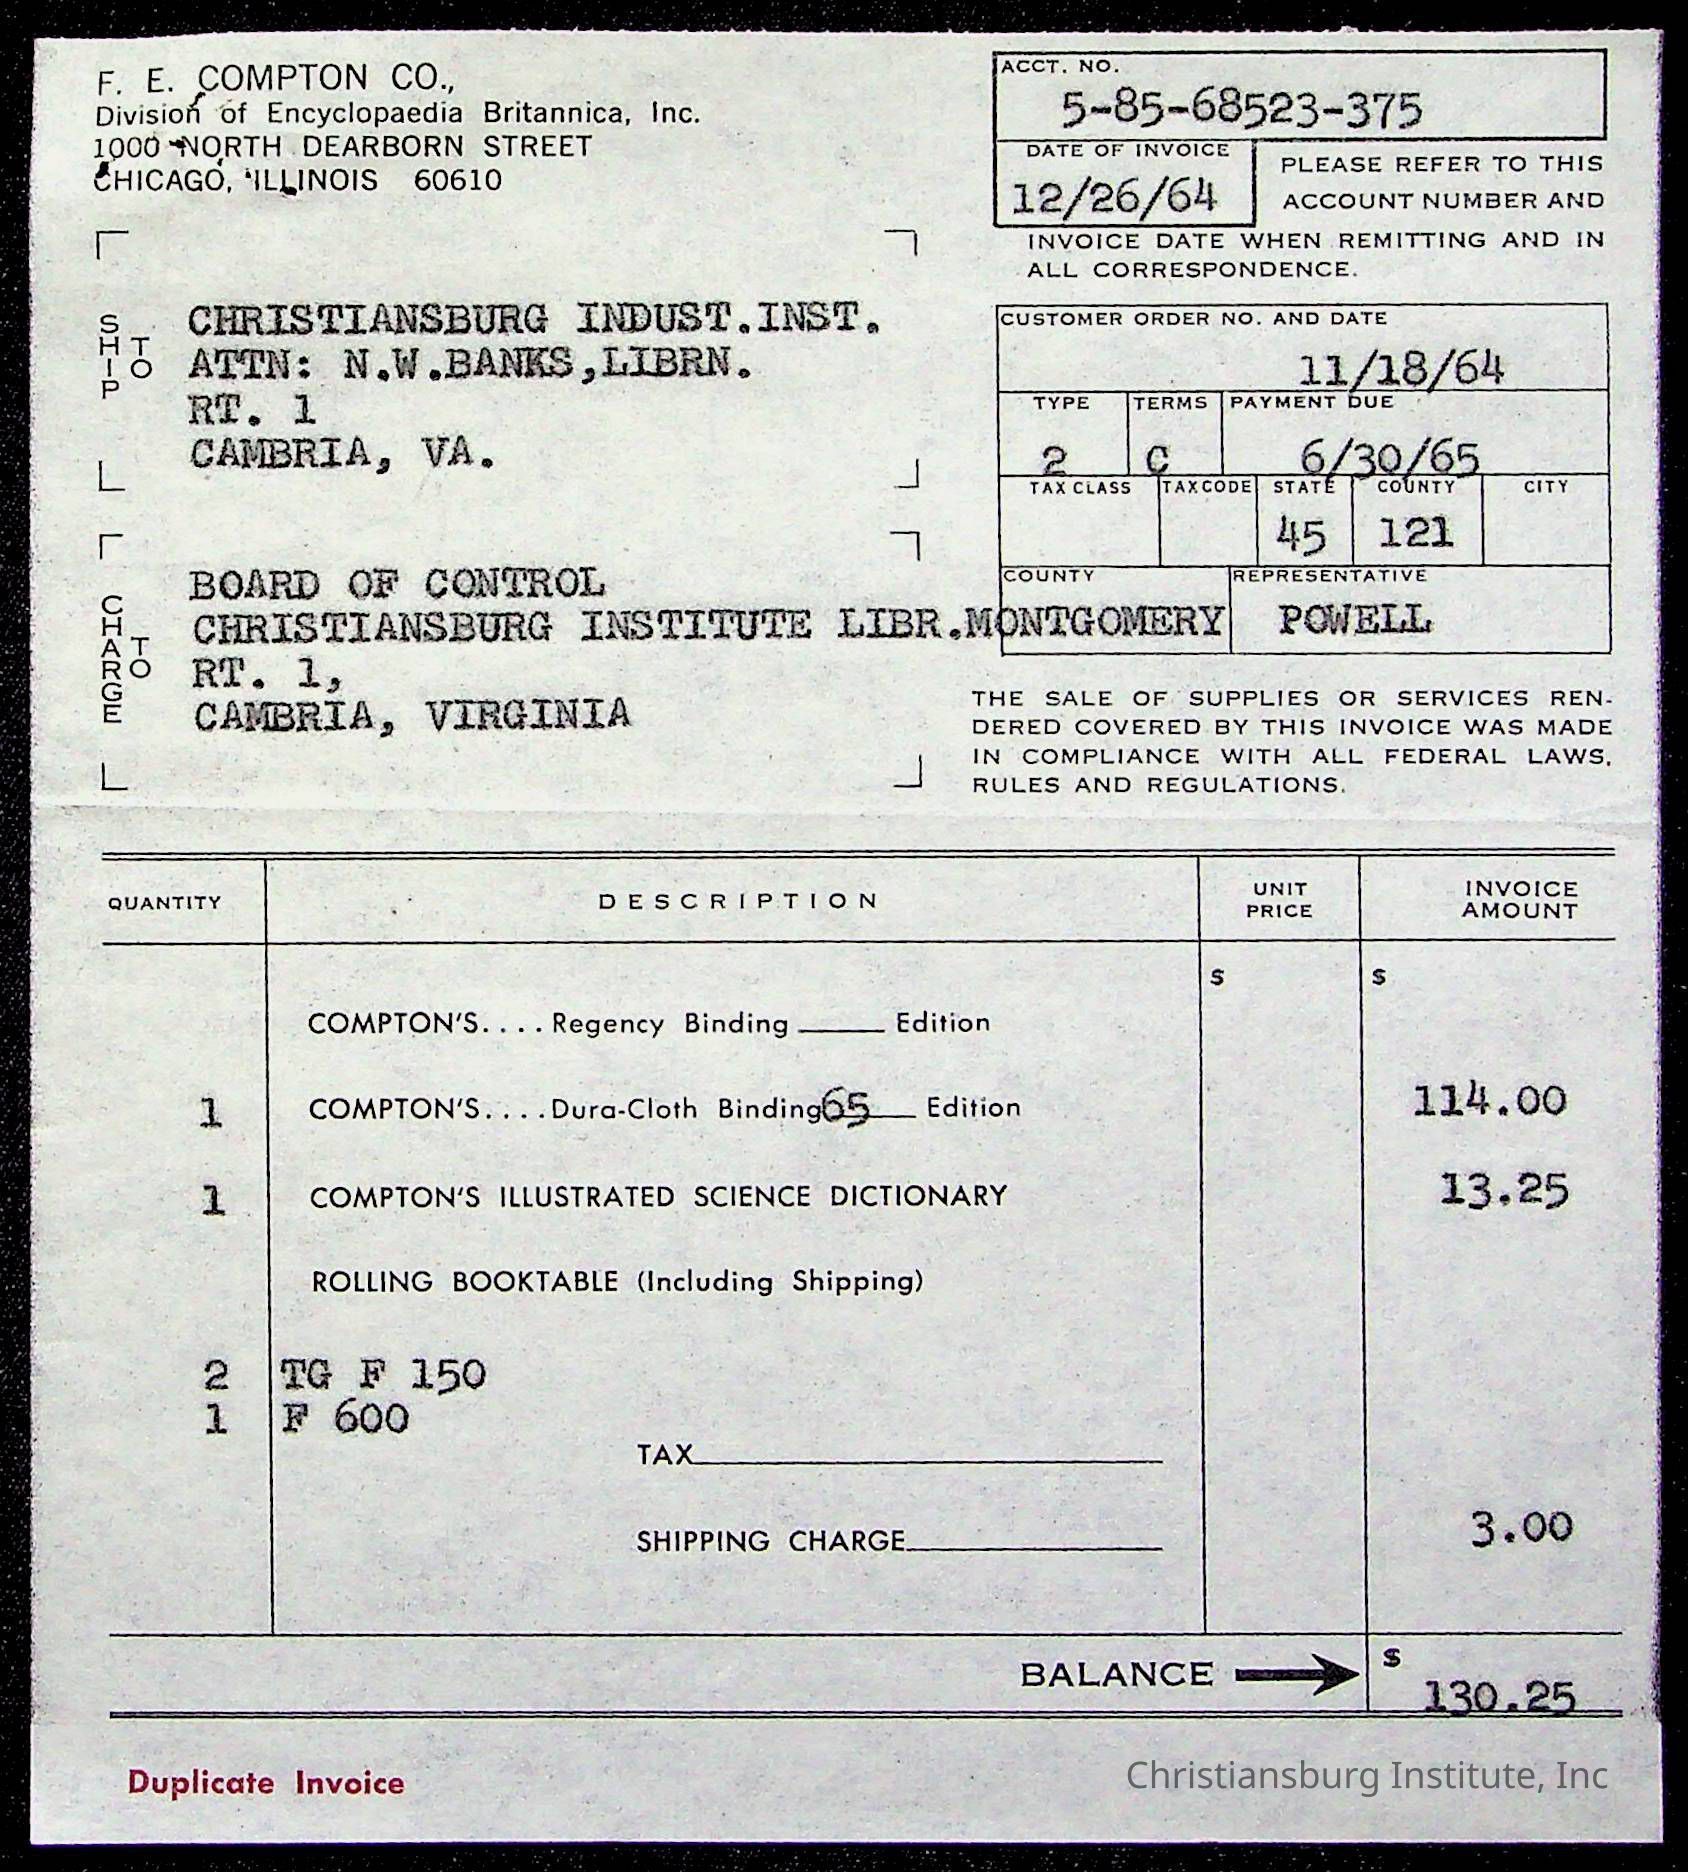 F. E. COMPTON CO.,
Division of Encyclopaedia Britannica, Inc.
1000 NORTH DEARBORN STREET
CHICAGO, ILLINOIS 60610
ACCT. NO.
5-85-68523-375
DATE OF INVOICE
12/26/64
PLEASE REFER TO THIS
ACCOUNT NUMBER AND
INVOICE DATE WHEN REMITTING AND IN
ALL CORRESPONDENCE.
SHIP TO
CHRISTIANSBURG INDUST.INST.
ATTN: N.W.BANKS,LIBRN.
RT. 1
CAMBRIA, VA.
CUSTOMER ORDER NO. AND DATE
11/18/64
TYPE TERMS PAYMENT DUE
2 C 6/30/65
TAX CLASS TAXCODE STATE COUNTY CITY
45 121
COUNTY REPRESENTATIVE
MONTGOMERY POWELL
CHARGE TO
BOARD OF CONTROL
CHRISTIANSBURG INSTITUTE LIBR.
RT. 1,
CAMBRIA, VIRGINIA
THE SALE OF SUPPLIES OR SERVICES REN-
DERED COVERED BY THIS INVOICE WAS MADE
IN COMPLIANCE WITH ALL FEDERAL LAWS,
RULES AND REGULATIONS.
QUANTITY DESCRIPTION UNIT PRICE INVOICE AMOUNT
$ $
COMPTON'S.... Regency Binding _____ Edition
1 COMPTON'S.... Dura-Cloth Binding 65 Edition 114.00
1 COMPTON'S ILLUSTRATED SCIENCE DICTIONARY 13.25
ROLLING BOOKTABLE (Including Shipping)
2 TG F 150
1 F 600
TAX
SHIPPING CHARGE 3.00
BALANCE $ 130.25
Duplicate Invoice
Christiansburg Institute, Inc